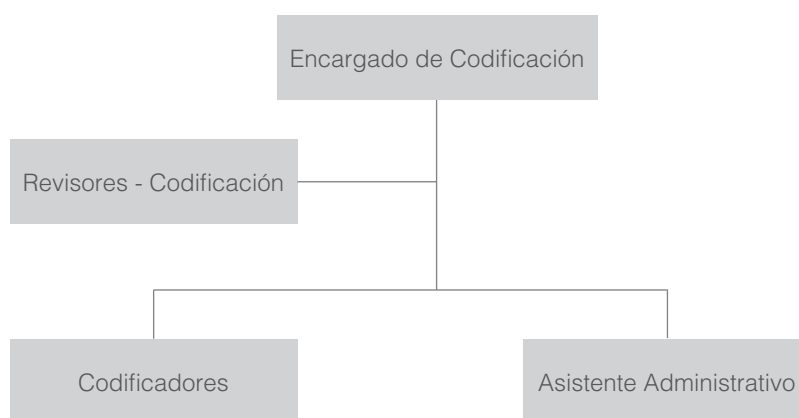 Encargado de Codificación
Revisores - Codificación
Codificadores
Asistente Administrativo